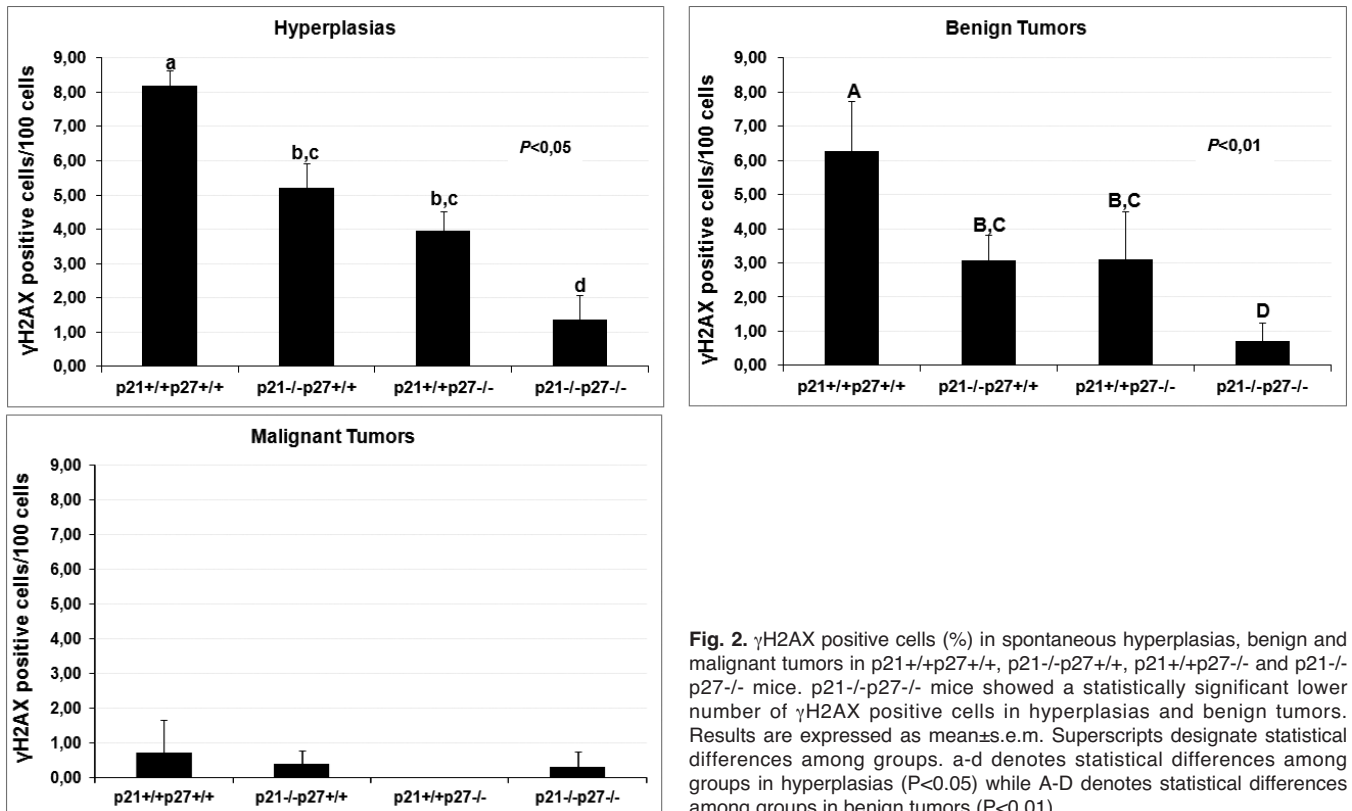 Hyperplasias
γH2AX positive cells/100 cells
9,00
8,00
7,00
6,00
5,00
4,00
3,00
2,00
1,00
0,00
a
b,c
b,c
d
P<0,05
p21+/+p27+/+
p21-/-p27+/+
p21+/+p27-/-
p21-/-p27-/-
Benign Tumors
γH2AX positive cells/100 cells
9,00
8,00
7,00
6,00
5,00
4,00
3,00
2,00
1,00
0,00
A
B,C
B,C
D
P<0,01
p21+/+p27+/+
p21-/-p27+/+
p21+/+p27-/-
p21-/-p27-/-
Malignant Tumors
γH2AX positive cells/100 cells
9,00
8,00
7,00
6,00
5,00
4,00
3,00
2,00
1,00
0,00
p21+/+p27+/+
p21-/-p27+/+
p21+/+p27-/-
p21-/-p27-/-
Fig. 2. γH2AX positive cells (%) in spontaneous hyperplasias, benign and
malignant tumors in p21+/+p27+/+, p21-/-p27+/+, p21+/+p27-/- and p21-/-
p27-/- mice. p21-/-p27-/- mice showed a statistically significant lower
number of γH2AX positive cells in hyperplasias and benign tumors.
Results are expressed as mean±s.e.m. Superscripts designate statistical
differences among groups. a-d denotes statistical differences among
groups in hyperplasias (P<0.05) while A-D denotes statistical differences
among groups in benign tumors (P<0.01).